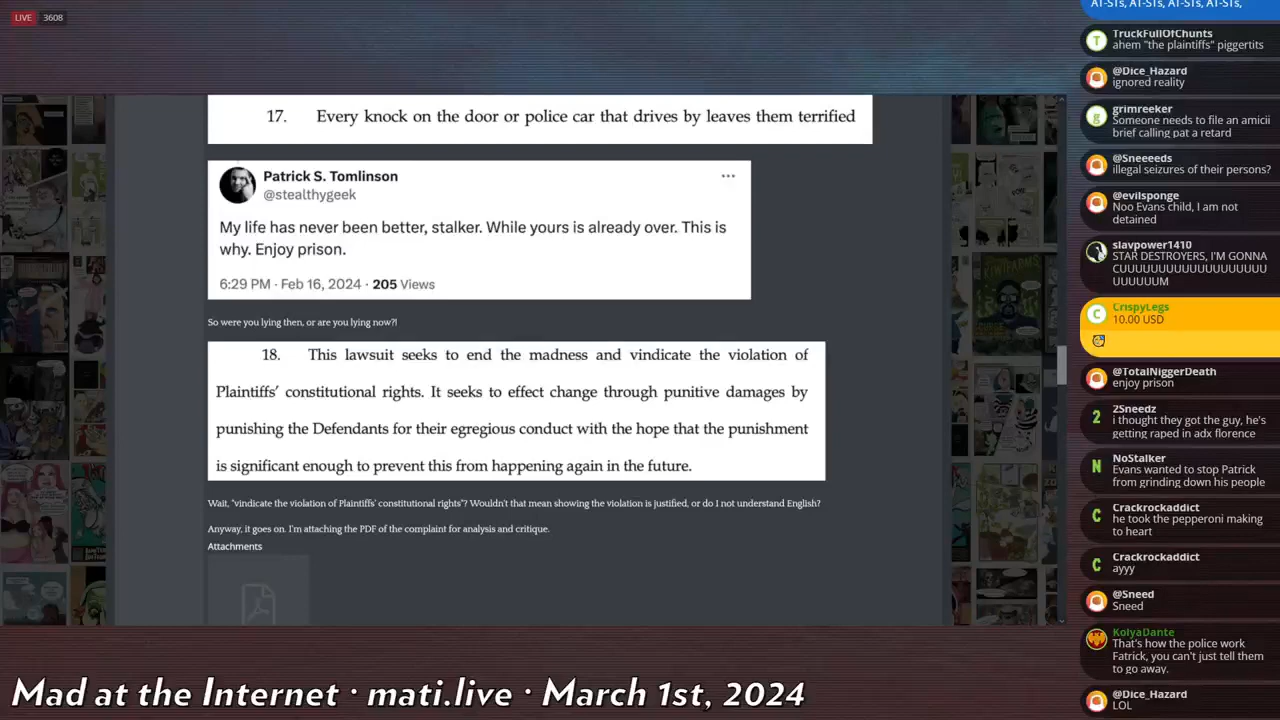 LIVE 3608
17. Every knock on the door or police car that drives by leaves them terrified
Patrick S. Tomlinson
@stealthygeek
My life has never been better, stalker. While yours is already over. This is
why. Enjoy prison.
6:29 PM · Feb 16, 2024 · 205 Views
So were you lying then, or are you lying now?!
18. This lawsuit seeks to end the madness and vindicate the violation of
Plaintiffs' constitutional rights. It seeks to effect change through punitive damages by
punishing the Defendants for their egregious conduct with the hope that the punishment
is significant enough to prevent this from happening again in the future.
Wait, "vindicate the violation of Plaintiffs' constitutional rights"? Wouldn't that mean showing the violation is justified, or do I not understand English?
Anyway, it goes on. I'm attaching the PDF of the complaint for analysis and critique.
Attachments
Mad at the Internet · mati.live · March 1st, 2024
AT-STs, AT-STs, AT-STs, AT-STs,
T
TruckFullOfChunts
ahem "the plaintiffs" piggertits
@Dice_Hazard
ignored reality
g
grimreeker
Someone needs to file an amicii
brief calling pat a retard
@Sneeeeds
illegal seizures of their persons?
@evilsponge
Noo Evans child, I am not
detained
slavpower1410
STAR DESTROYERS, I'M GONNA
CUUUUUUUUUUUUUUUUUU
UUUUUUM
C
CrispyLegs
10.00 USD
@TotalNiggerDeath
enjoy prison
2
2Sneedz
i thought they got the guy, he's
getting raped in adx florence
N
NoStalker
Evans wanted to stop Patrick
from grinding down his people
C
Crackrockaddict
he took the pepperoni making
to heart
C
Crackrockaddict
ayyy
@Sneed
Sneed
KolyaDante
That's how the police work
Fatrick, you can't just tell them
to go away.
@Dice_Hazard
LOL